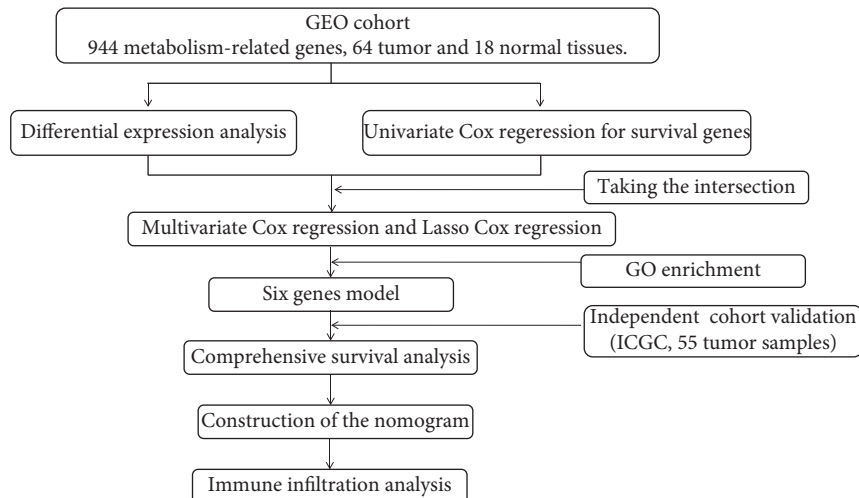 GEO cohort
944 metabolism-related genes, 64 tumor and 18 normal tissues.
Differential expression analysis
Univariate Cox regeression for survival genes
Taking the intersection
Multivariate Cox regression and Lasso Cox regression
GO enrichment
Six genes model
Independent cohort validation
(ICGC, 55 tumor samples)
Comprehensive survival analysis
Construction of the nomogram
Immune infiltration analysis